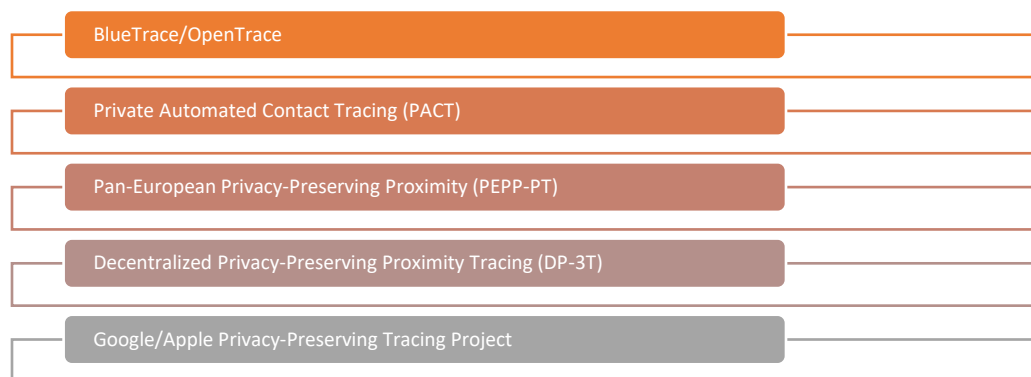 BlueTrace/OpenTrace
Private Automated Contact Tracing (PACT)
Pan-European Privacy-Preserving Proximity (PEPP-PT)
Decentralized Privacy-Preserving Proximity Tracing (DP-3T)
Google/Apple Privacy-Preserving Tracing Project